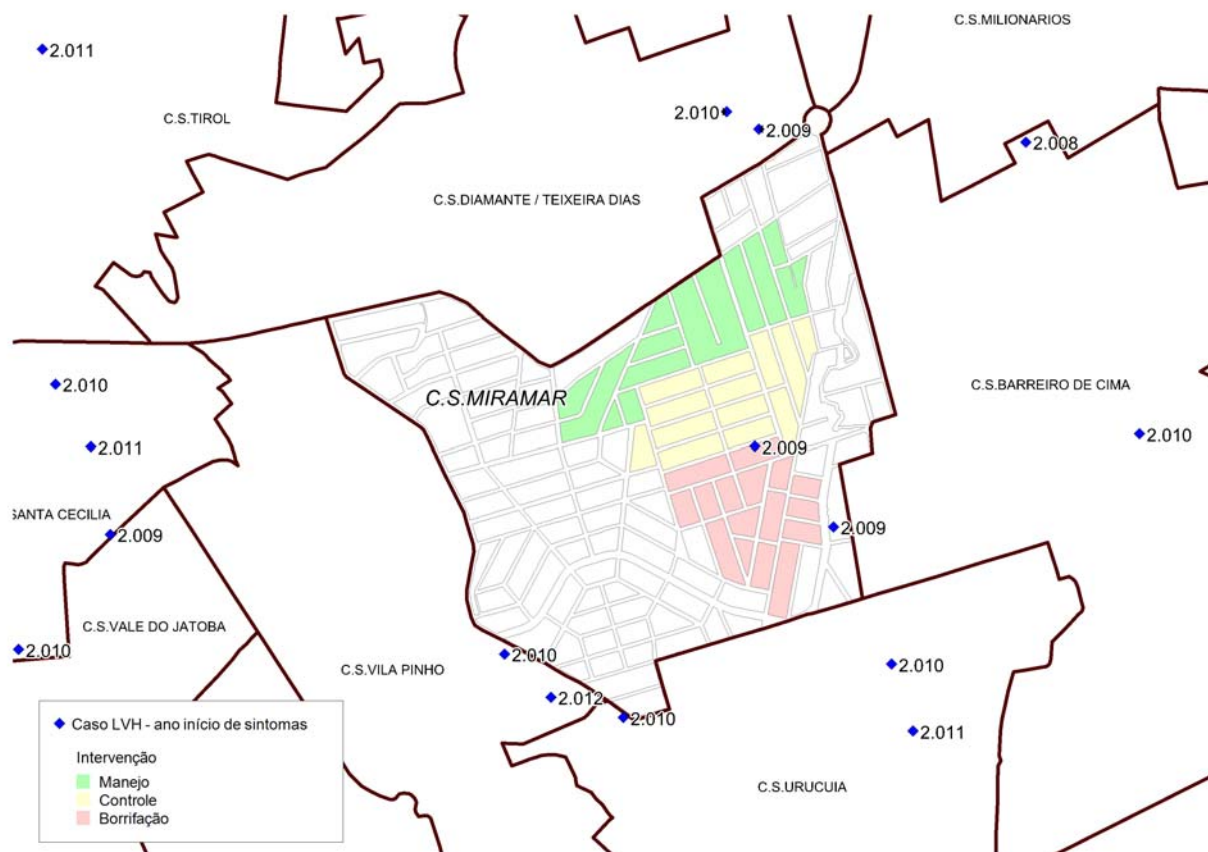 C.S.MILIONARIOS
2.011
C.S.TIROL
2.010
2.009
2.008
C.S.DIAMANTE / TEIXEIRA DIAS
2.010
C.S.MIRAMAR
C.S.BARREIRO DE CIMA
2.011
2.009
2.010
SANTA CECILIA
2.009
2.009
C.S.VALE DO JATOBA
2.010
2.010
C.S.VILA PINHO
2.010
2.012
2.010
2.011
C.S.URUCUIA
Caso LVH - ano início de sintomas
Intervenção
Manejo
Controle
Borrifação